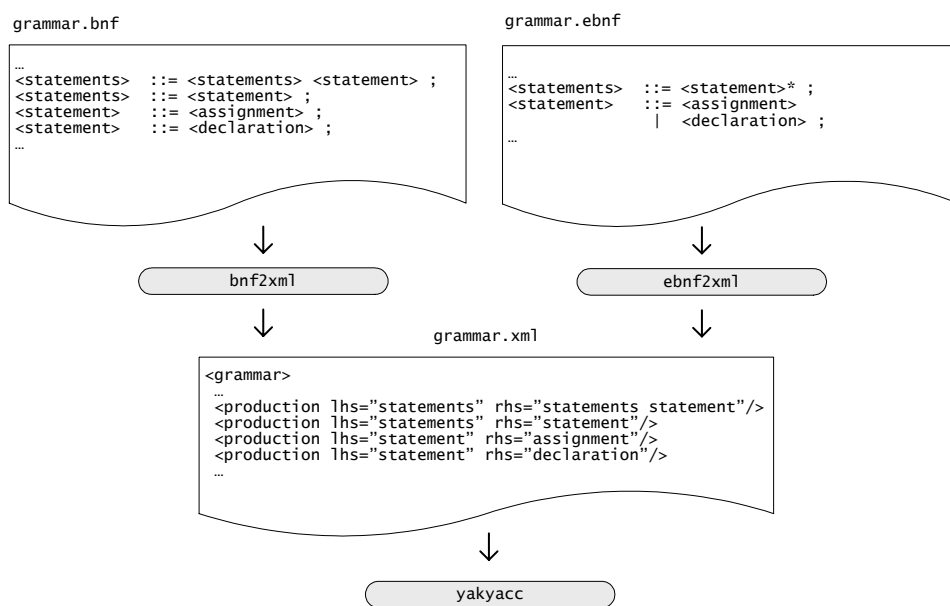 grammar.bnf
…
<statements>  ::= <statements> <statement> ;
<statements>  ::= <statement> ;
<statement>   ::= <assignment> ;
<statement>   ::= <declaration> ;
…
grammar.ebnf
…
<statements>  ::= <statement>* ;
<statement>   ::= <assignment>
               |  <declaration> ;
…
bnf2xml
ebnf2xml
grammar.xml
<grammar>
 …
 <production lhs=”statements” rhs=”statements statement”/>
 <production lhs=”statements” rhs=”statement”/>
 <production lhs=”statement” rhs=”assignment”/>
 <production lhs=”statement” rhs=”declaration”/>
 …
yakyacc